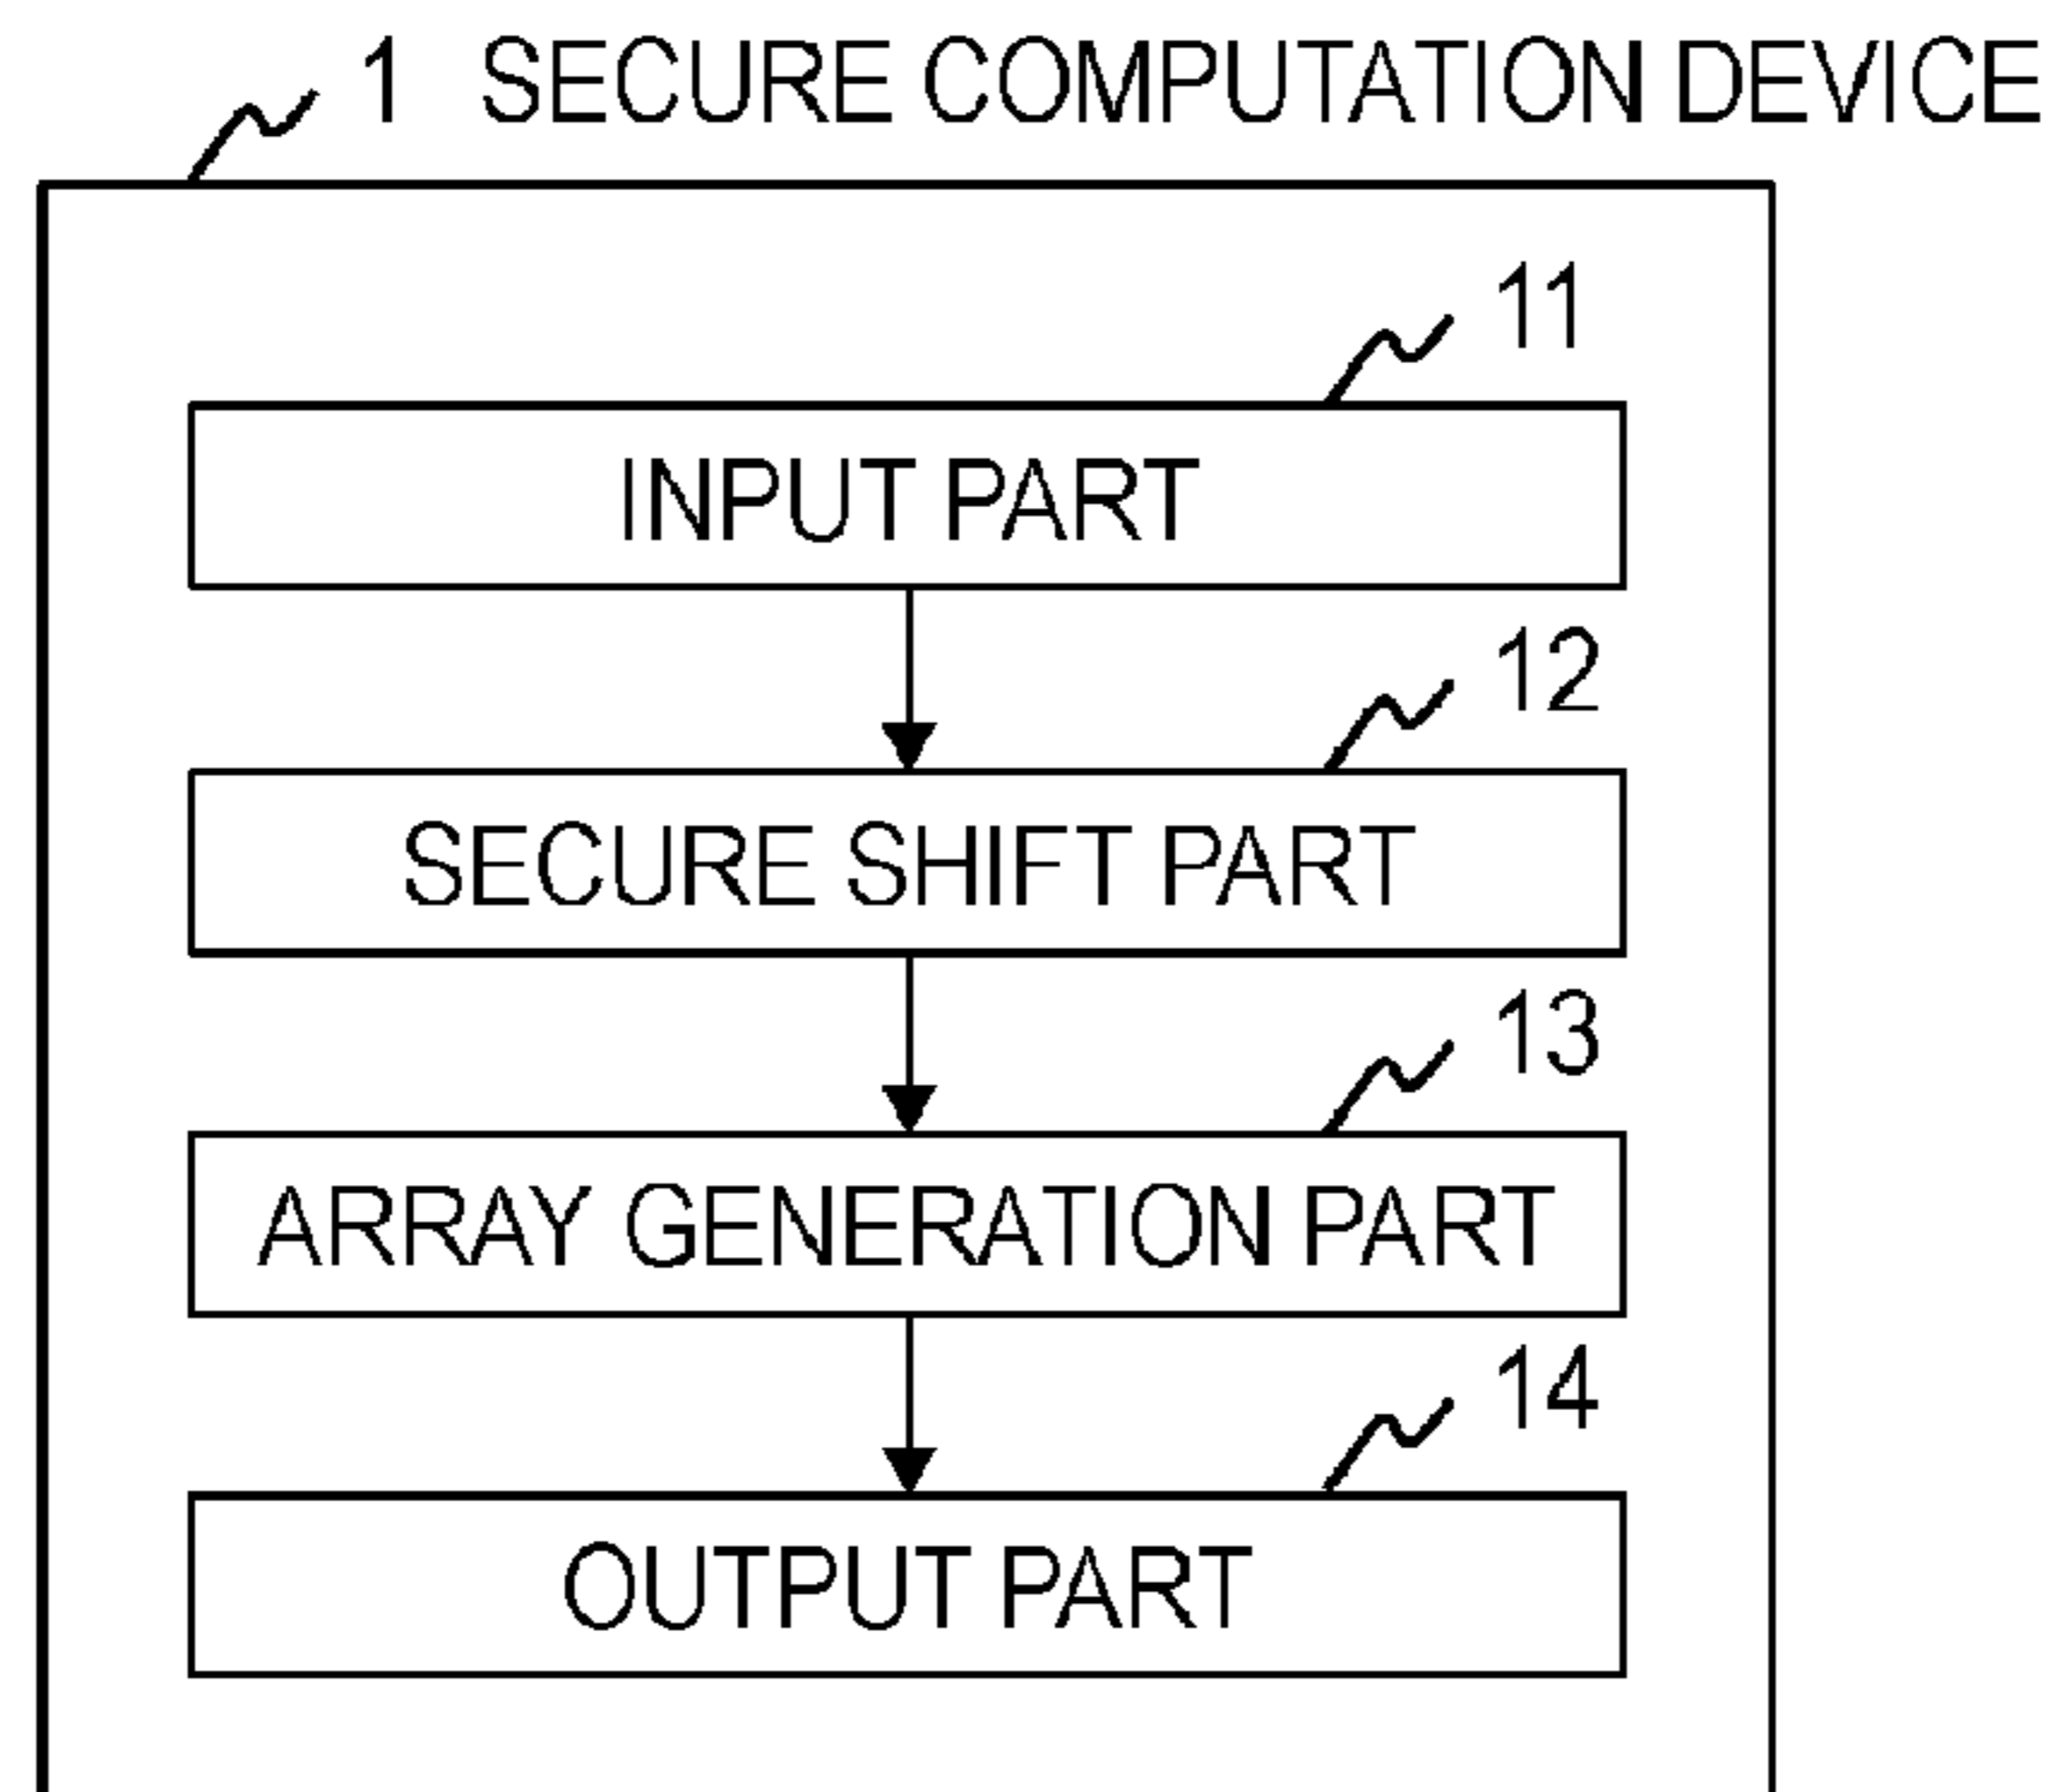 1 SECURE COMPUTATION DEVICE
11
INPUT PART
12
SECURE SHIFT PART
13
ARRAY GENERATION PART
14
OUTPUT PART